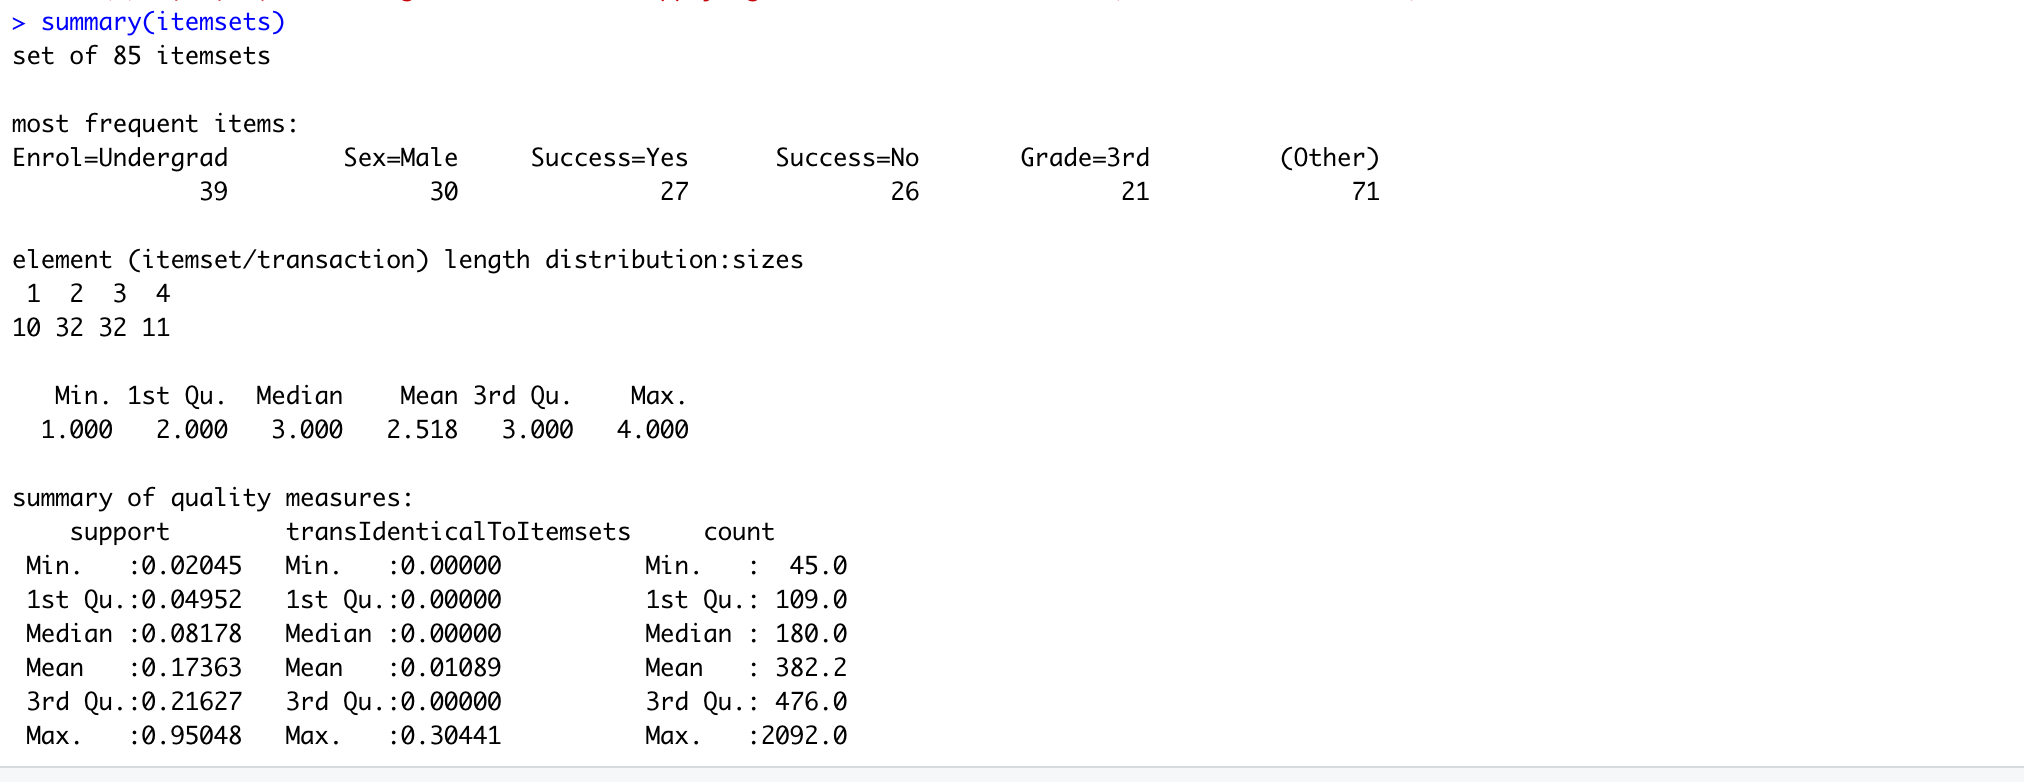 > summary(itemsets)
set of 85 itemsets
most frequent items:
Enrol=Undergrad        Sex=Male     Success=Yes      Success=No       Grade=3rd         (Other)
             39              30              27              26              21              71
element (itemset/transaction) length distribution:sizes
 1  2  3  4
10 32 32 11
   Min. 1st Qu.  Median    Mean 3rd Qu.    Max.
  1.000   2.000   3.000   2.518   3.000   4.000
summary of quality measures:
    support        transIdenticalToItemsets     count
 Min.   :0.02045   Min.   :0.00000          Min.   :  45.0
 1st Qu.:0.04952   1st Qu.:0.00000          1st Qu.: 109.0
 Median :0.08178   Median :0.00000          Median : 180.0
 Mean   :0.17363   Mean   :0.01089          Mean   : 382.2
 3rd Qu.:0.21627   3rd Qu.:0.00000          3rd Qu.: 476.0
 Max.   :0.95048   Max.   :0.30441          Max.   :2092.0